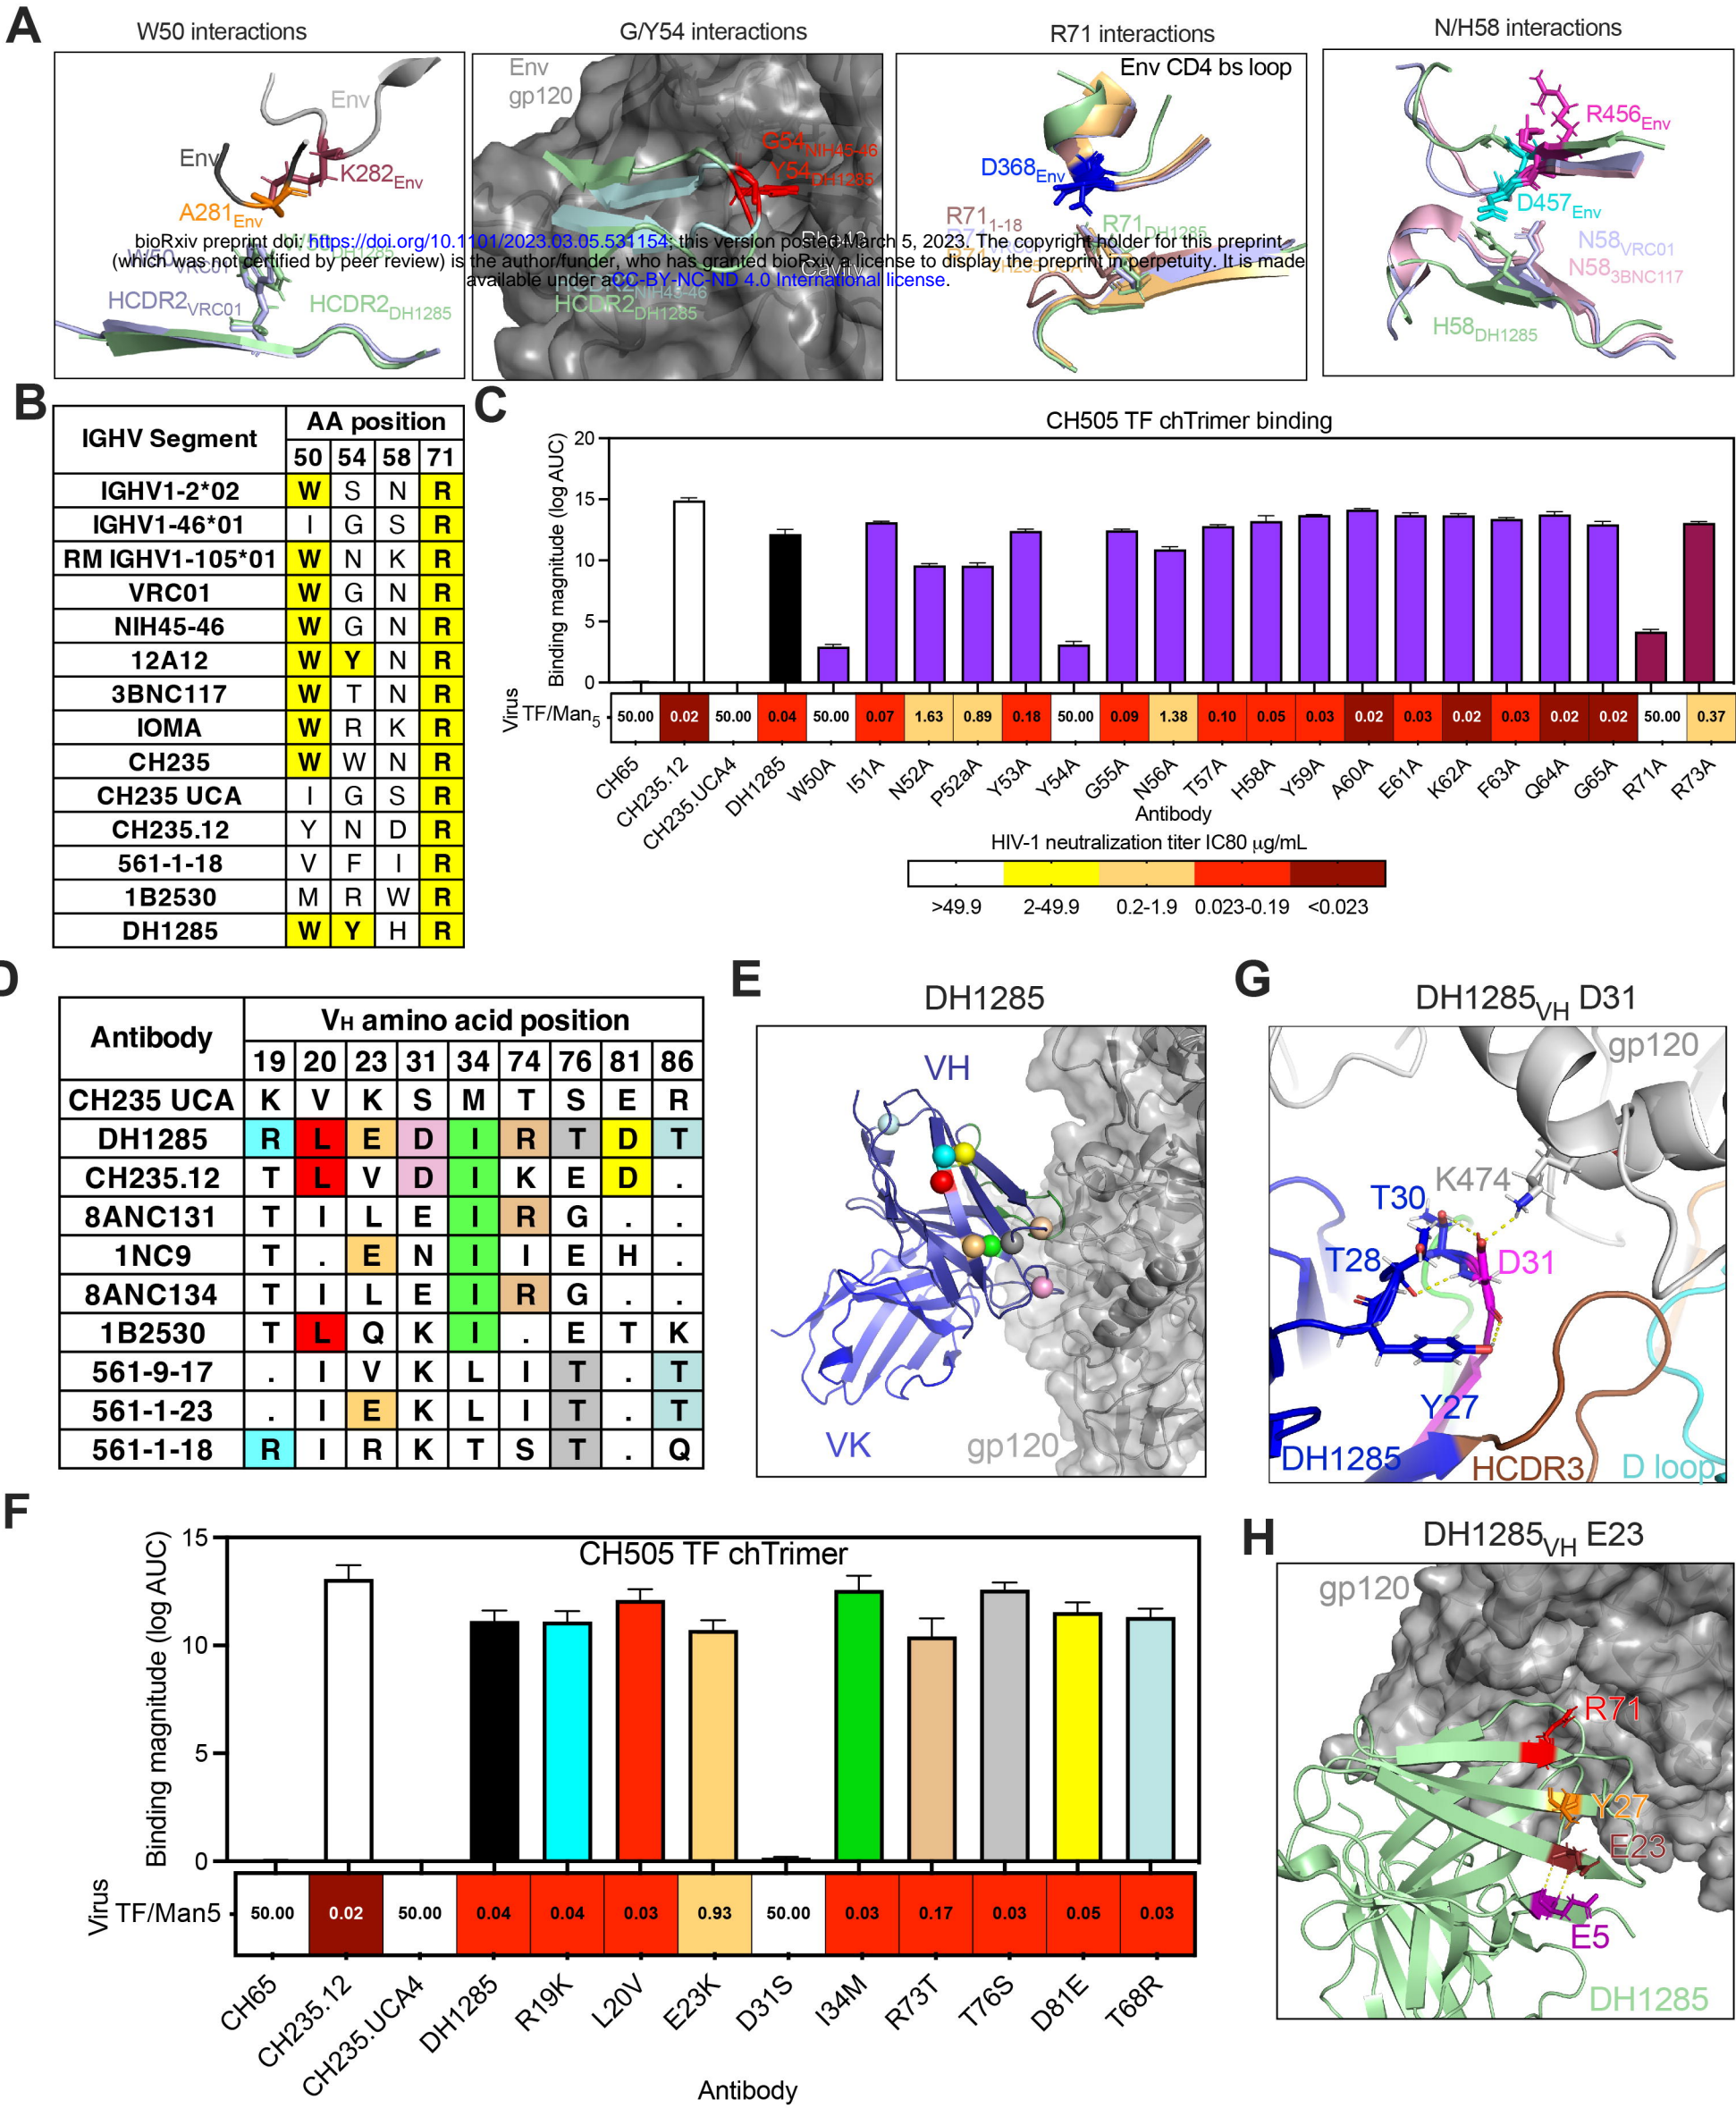 A
W50 interactions
G/Y54 interactions
R71 interactions
N/H58 interactions
Env
Env
K282Env
A281Env
W50VRC01
W50DH1285
HCDR2VRC01
HCDR2DH1285
Env
gp120
G54NIH45-46
Y54DH1285
Phe43
Cavity
HCDR2NIH45-46
HCDR2DH1285
Env CD4 bs loop
D368Env
R711-18
R71DH1285
R456Env
D457Env
N58VRC01
N583BNC117
H58DH1285
bioRxiv preprint doi: https://doi.org/10.1101/2023.03.05.531154; this version posted March 5, 2023. The copyright holder for this preprint
(which was not certified by peer review) is the author/funder, who has granted bioRxiv a license to display the preprint in perpetuity. It is made
available under aCC-BY-NC-ND 4.0 International license.
B
IGHV Segment AA position
50 54 58 71
IGHV1-2*02 W S N R
IGHV1-46*01 I G S R
RM IGHV1-105*01 W N K R
VRC01 W G N R
NIH45-46 W G N R
12A12 W Y N R
3BNC117 W T N R
IOMA W R K R
CH235 W W N R
CH235 UCA I G S R
CH235.12 Y N D R
561-1-18 V F I R
1B2530 M R W R
DH1285 W Y H R
C
CH505 TF chTrimer binding
Binding magnitude (log AUC)
20
15
10
5
0
Virus
TF/Man5
50.00 0.02 50.00 0.04 50.00 0.07 1.63 0.89 0.18 50.00 0.09 1.38 0.10 0.05 0.03 0.02 0.03 0.02 0.03 0.02 0.02 50.00 0.37
CH65 CH235.12 CH235.UCA4 DH1285 W50A I51A N52A P52aA Y53A Y54A G55A N56A T57A H58A Y59A A60A E61A K62A F63A Q64A G65A R71A R73A
Antibody
HIV-1 neutralization titer IC80 µg/mL
>49.9 2-49.9 0.2-1.9 0.023-0.19 <0.023
D
Antibody VH amino acid position
19 20 23 31 34 74 76 81 86
CH235 UCA K V K S M T S E R
DH1285 R L E D I R T D T
CH235.12 T L V D I K E D .
8ANC131 T I L E I R G . .
1NC9 T . E N I I E H .
8ANC134 T I L E I R G . .
1B2530 T L Q K I . E T K
561-9-17 . I V K L I T . T
561-1-23 . I E K L I T . T
561-1-18 R I R K T S T . Q
E
DH1285
VH
VK
gp120
G
DH1285VH D31
gp120
K474
T30
T28
D31
Y27
DH1285
HCDR3
D loop
F
CH505 TF chTrimer
Binding magnitude (log AUC)
15
10
5
0
Virus
TF/Man5
50.00 0.02 50.00 0.04 0.04 0.03 0.93 50.00 0.03 0.17 0.03 0.05 0.03
CH65 CH235.12 CH235.UCA4 DH1285 R19K L20V E23K D31S I34M R73T T76S D81E T68R
Antibody
H
DH1285VH E23
gp120
R71
Y27
E23
E5
DH1285